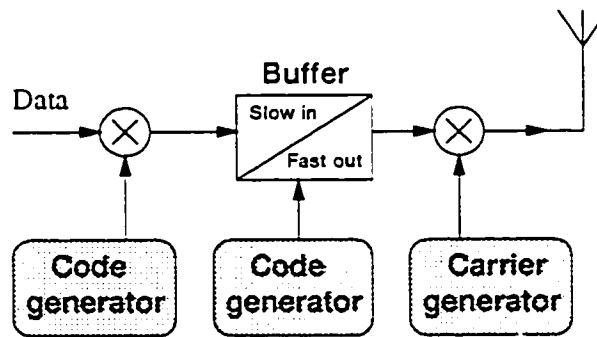 Buffer
Data
Slow in
Fast out
Code
generator
Code
generator
Carrier
generator